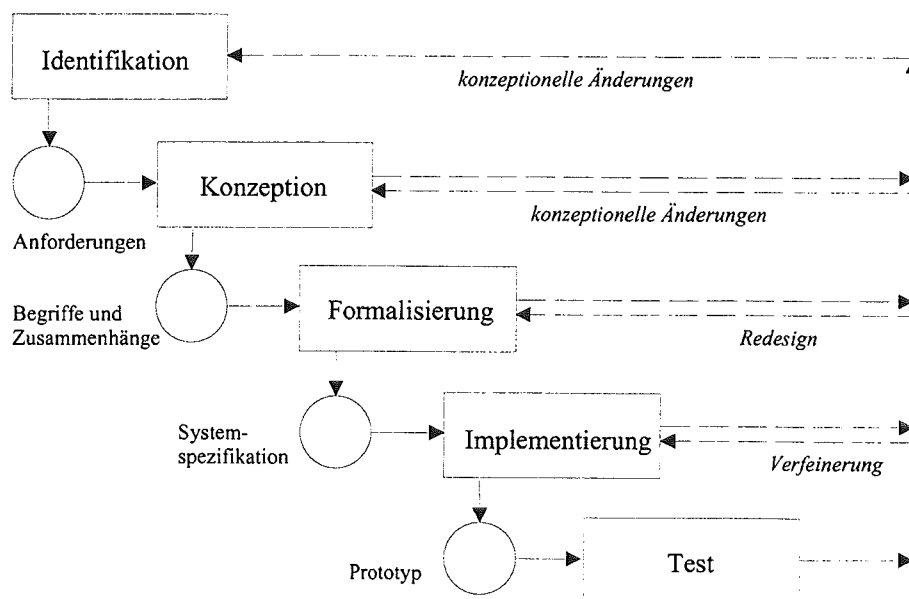 Identifikation
konzeptionelle Änderungen
Konzeption
konzeptionelle Änderungen
Anforderungen
Formalisierung
Begriffe und
Zusammenhänge
Redesign
System-
spezifikation
Implementierung
Verfeinerung
Prototyp
Test